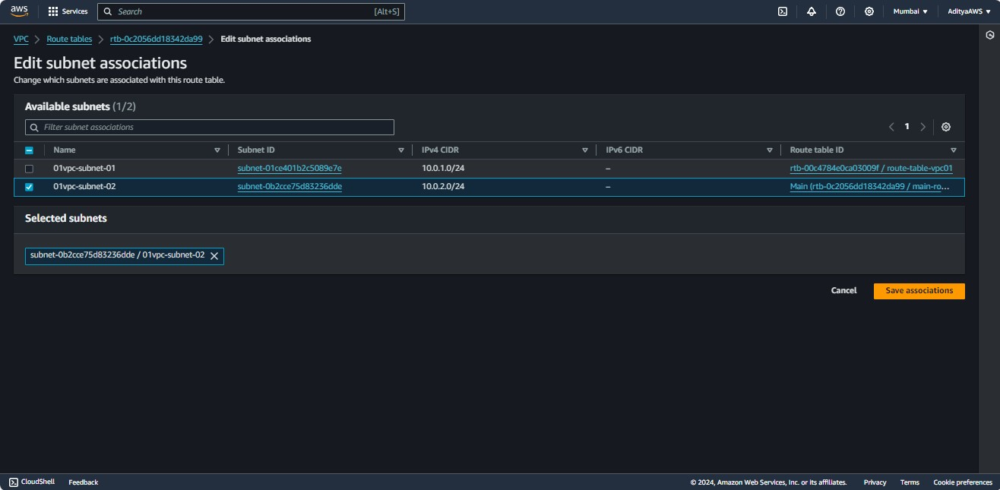 aws Services Search [Alt+S] Mumbai ▼ AdityaAWS ▼
VPC > Route tables > rtb-0c2056dd18342da99 > Edit subnet associations
Edit subnet associations
Change which subnets are associated with this route table.
Available subnets (1/2)
Filter subnet associations < 1 >
Name Subnet ID IPv4 CIDR IPv6 CIDR Route table ID
01vpc-subnet-01 subnet-01ce401b2c5089e7e 10.0.1.0/24 – rtb-00c4784e0ca03009f / route-table-vpc01
01vpc-subnet-02 subnet-0b2cce75d83236dde 10.0.2.0/24 – Main (rtb-0c2056dd18342da99 / main-ro...
Selected subnets
subnet-0b2cce75d83236dde / 01vpc-subnet-02 X
Cancel Save associations
CloudShell Feedback © 2024, Amazon Web Services, Inc. or its affiliates. Privacy Terms Cookie preferences